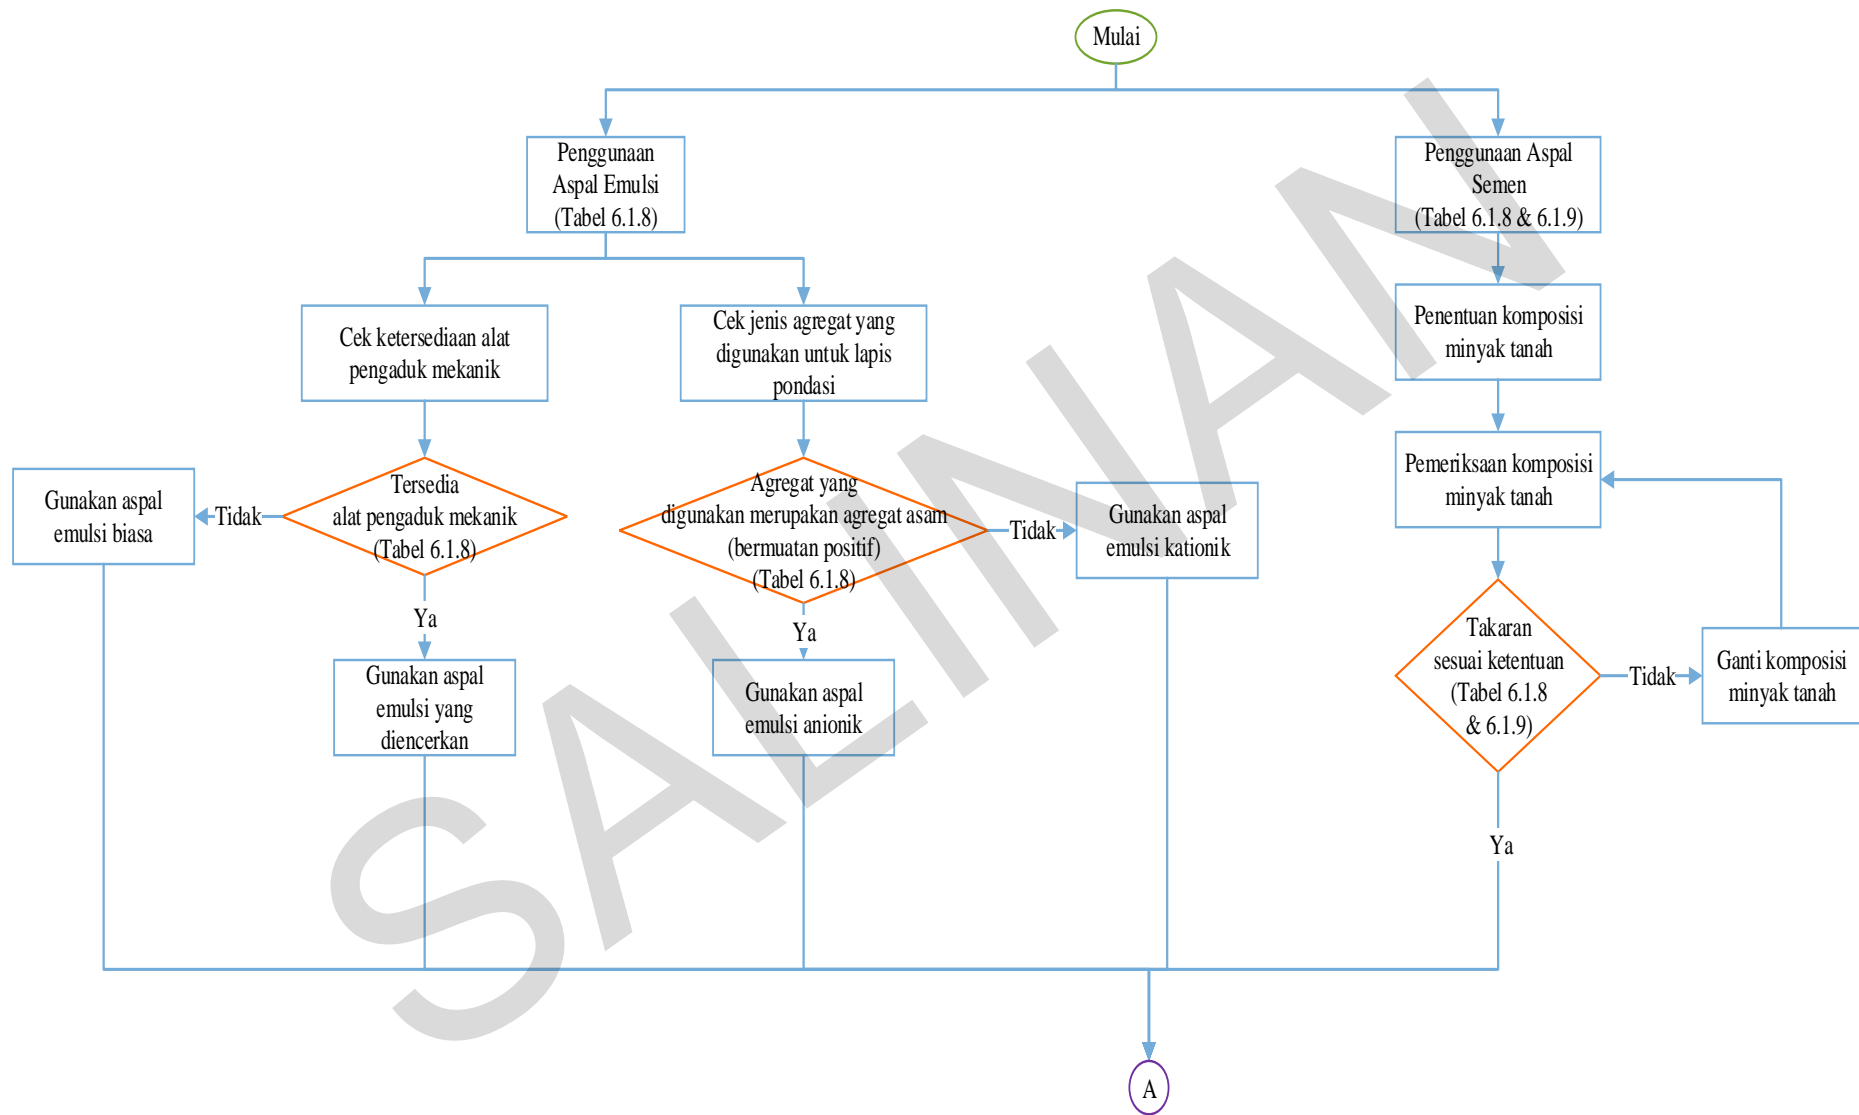 Mulai
Penggunaan
Aspal Emulsi
(Tabel 6.1.8)
Penggunaan Aspal
Semen
(Tabel 6.1.8 & 6.1.9)
Cek ketersediaan alat
pengaduk mekanik
Cek jenis agregat yang
digunakan untuk lapis
pondasi
Penentuan komposisi
minyak tanah
Gunakan aspal
emulsi biasa
Tidak
Tersedia
alat pengaduk mekanik
(Tabel 6.1.8)
Agregat yang
digunakan merupakan agregat asam
(bermuatan positif)
(Tabel 6.1.8)
Tidak
Gunakan aspal
emulsi kationik
Pemeriksaan komposisi
minyak tanah
Ya
Ya
Gunakan aspal
emulsi yang
diencerkan
Gunakan aspal
emulsi anionik
Takaran
sesuai ketentuan
(Tabel 6.1.8
& 6.1.9)
Tidak
Ganti komposisi
minyak tanah
Ya
A
SALINAN